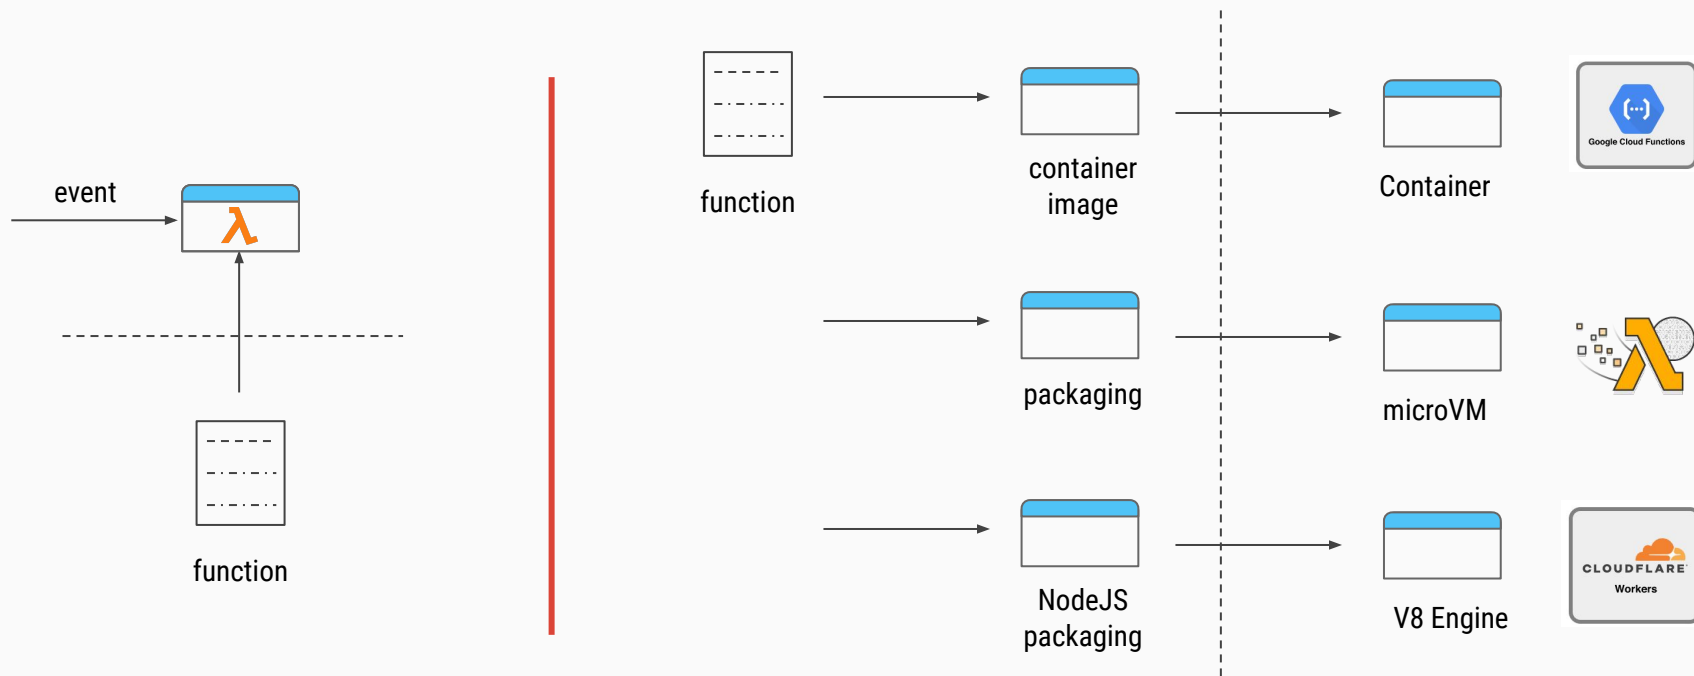 event
function
function
container
image
Container
Google Cloud Functions
packaging
microVM
NodeJS
packaging
V8 Engine
CLOUDFLARE
Workers